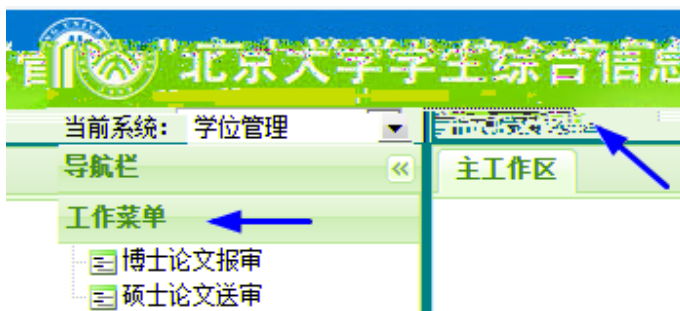 北京大学学生综合信息
当前系统： 学位管理
导航栏
主工作区
工作菜单
博士论文报审
硕士论文送审